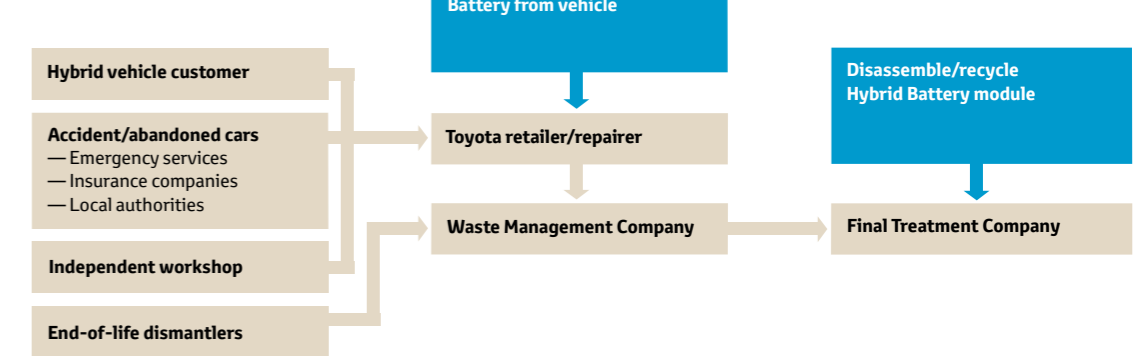 Battery from vehicle
Hybrid vehicle customer
Accident/abandoned cars
— Emergency services
— Insurance companies
— Local authorities
Independent workshop
End-of-life dismantlers
Toyota retailer/repairer
Waste Management Company
Disassemble/recycle
Hybrid Battery module
Final Treatment Company